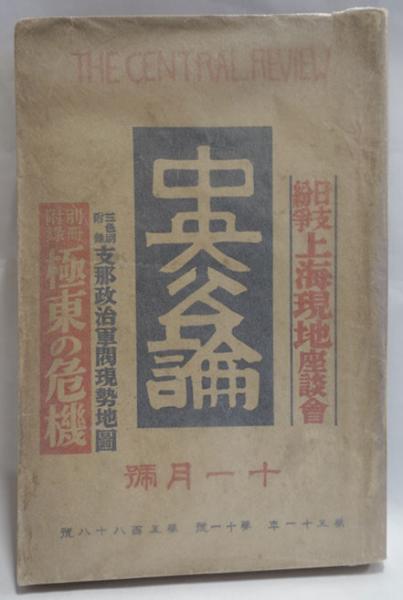 THE CENTRAL REVIEW
日支
紛爭
上海現地座談會
中央公論
三色刷
附錄
支那政治軍閥現勢地圖
別冊
附錄
極東の危機
十一月號
第五十一年 第十一號 第五百八十八號